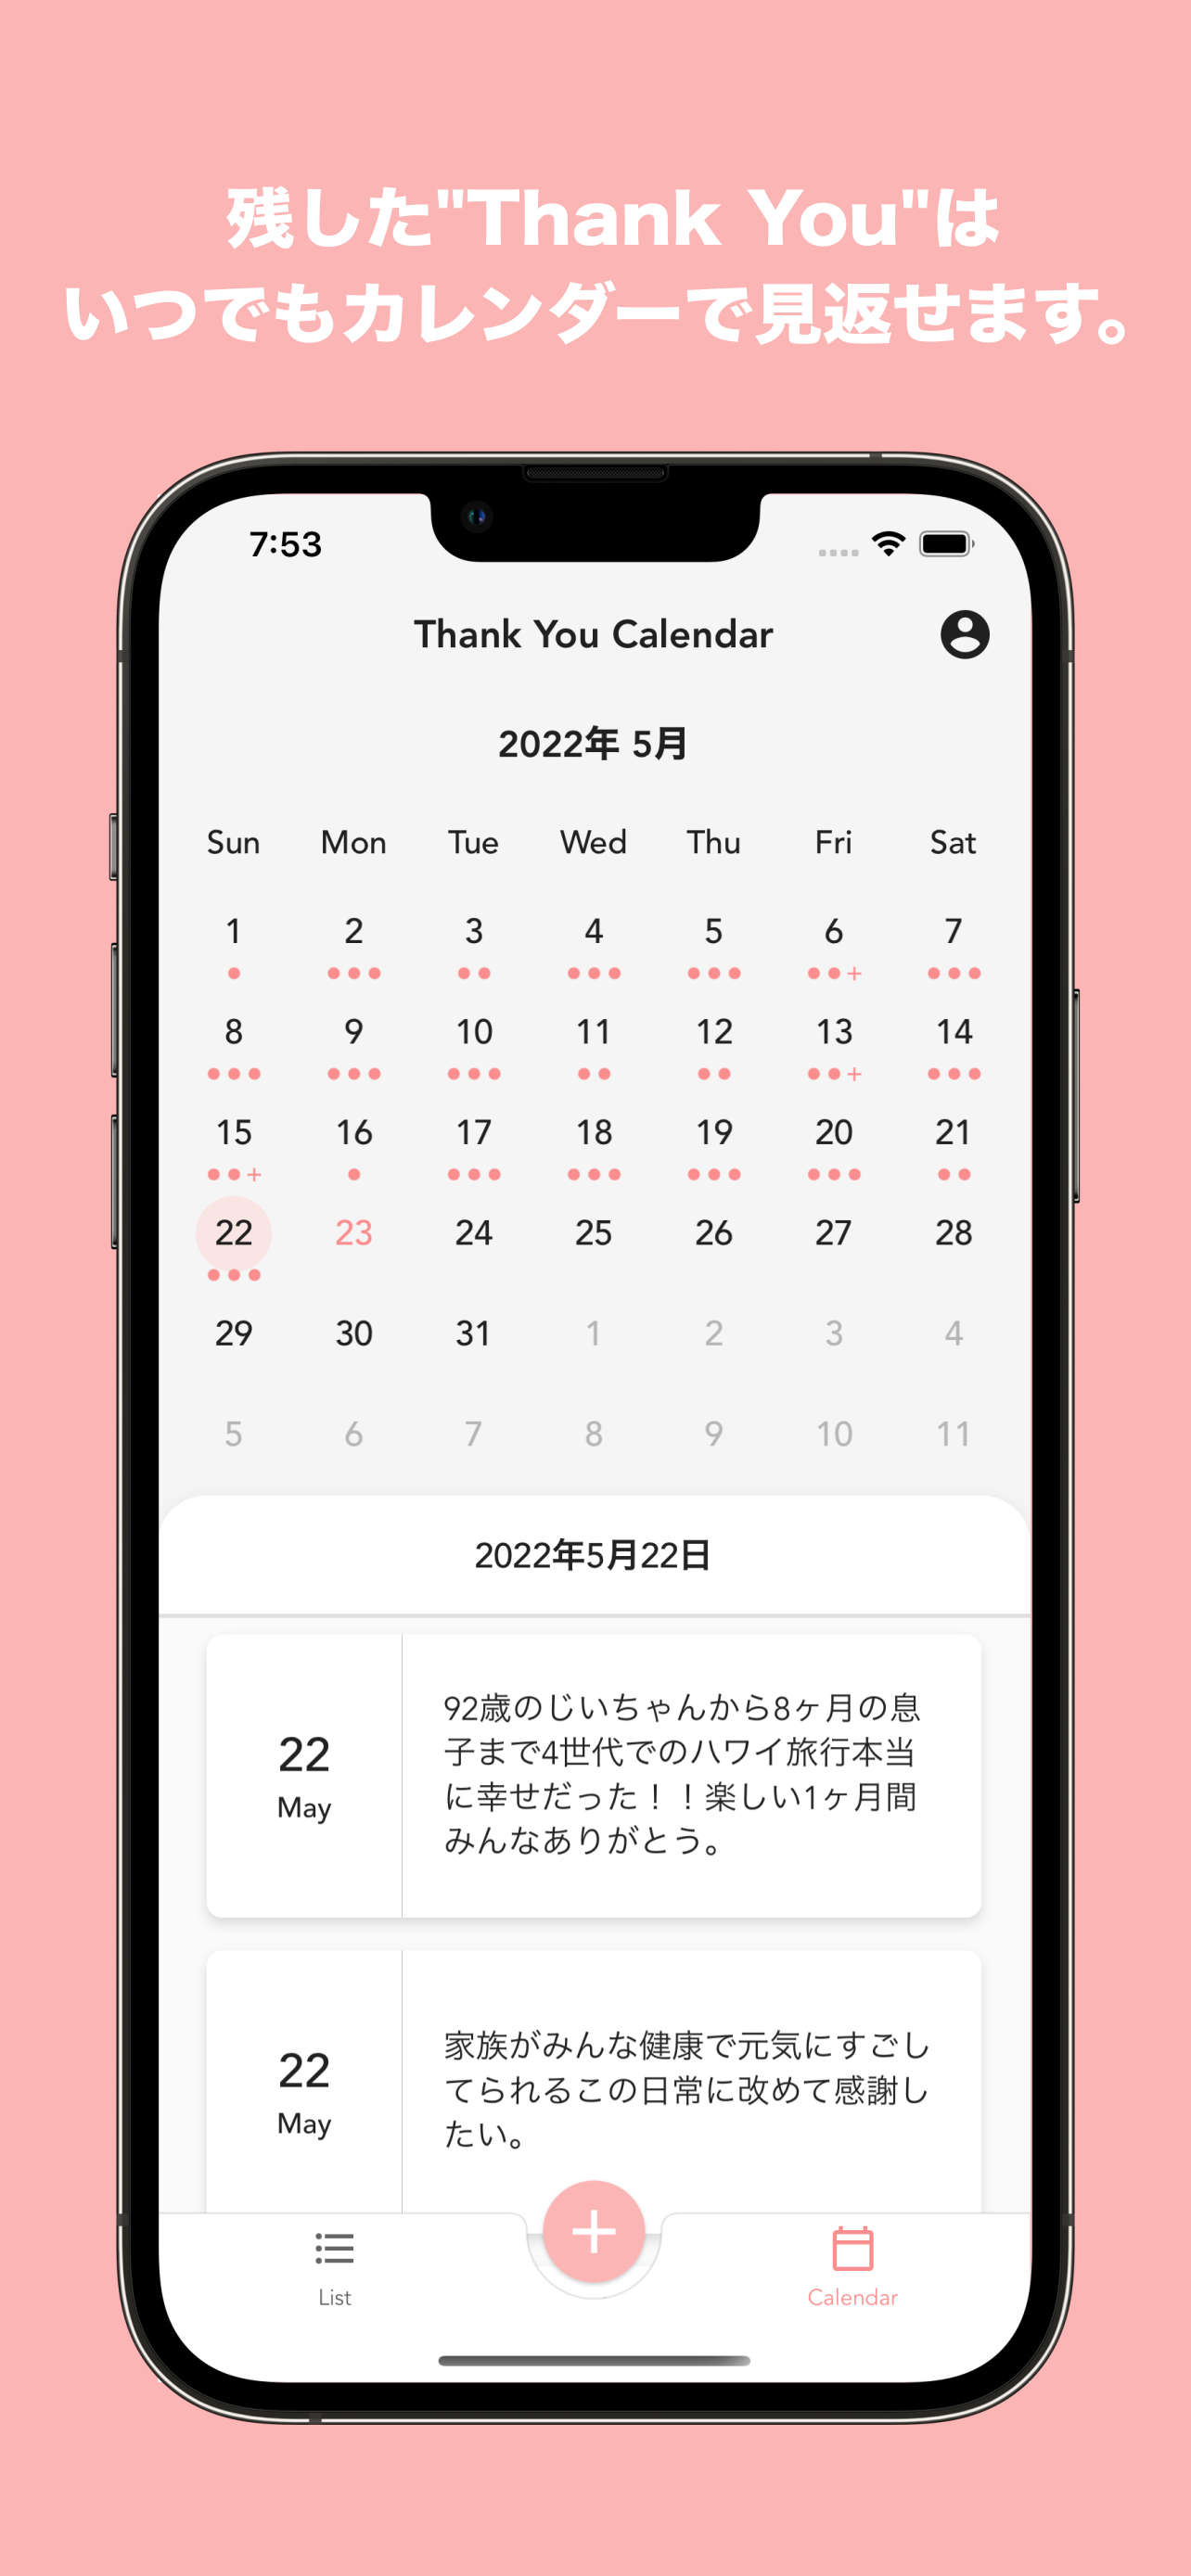 残した"Thank You"は
いつでもカレンダーで見返せます。
7:53
Thank You Calendar
2022年 5月
Sun Mon Tue Wed Thu Fri Sat
1 2 3 4 5 6 7
8 9 10 11 12 13 14
15 16 17 18 19 20 21
22 23 24 25 26 27 28
29 30 31 1 2 3 4
5 6 7 8 9 10 11
2022年5月22日
22
May
92歳のじいちゃんから8ヶ月の息
子まで4世代でのハワイ旅行本当
に幸せだった！！楽しい1ヶ月間
みんなありがとう。
22
May
家族がみんな健康で元気にすごし
てられるこの日常に改めて感謝し
たい。
List
Calendar